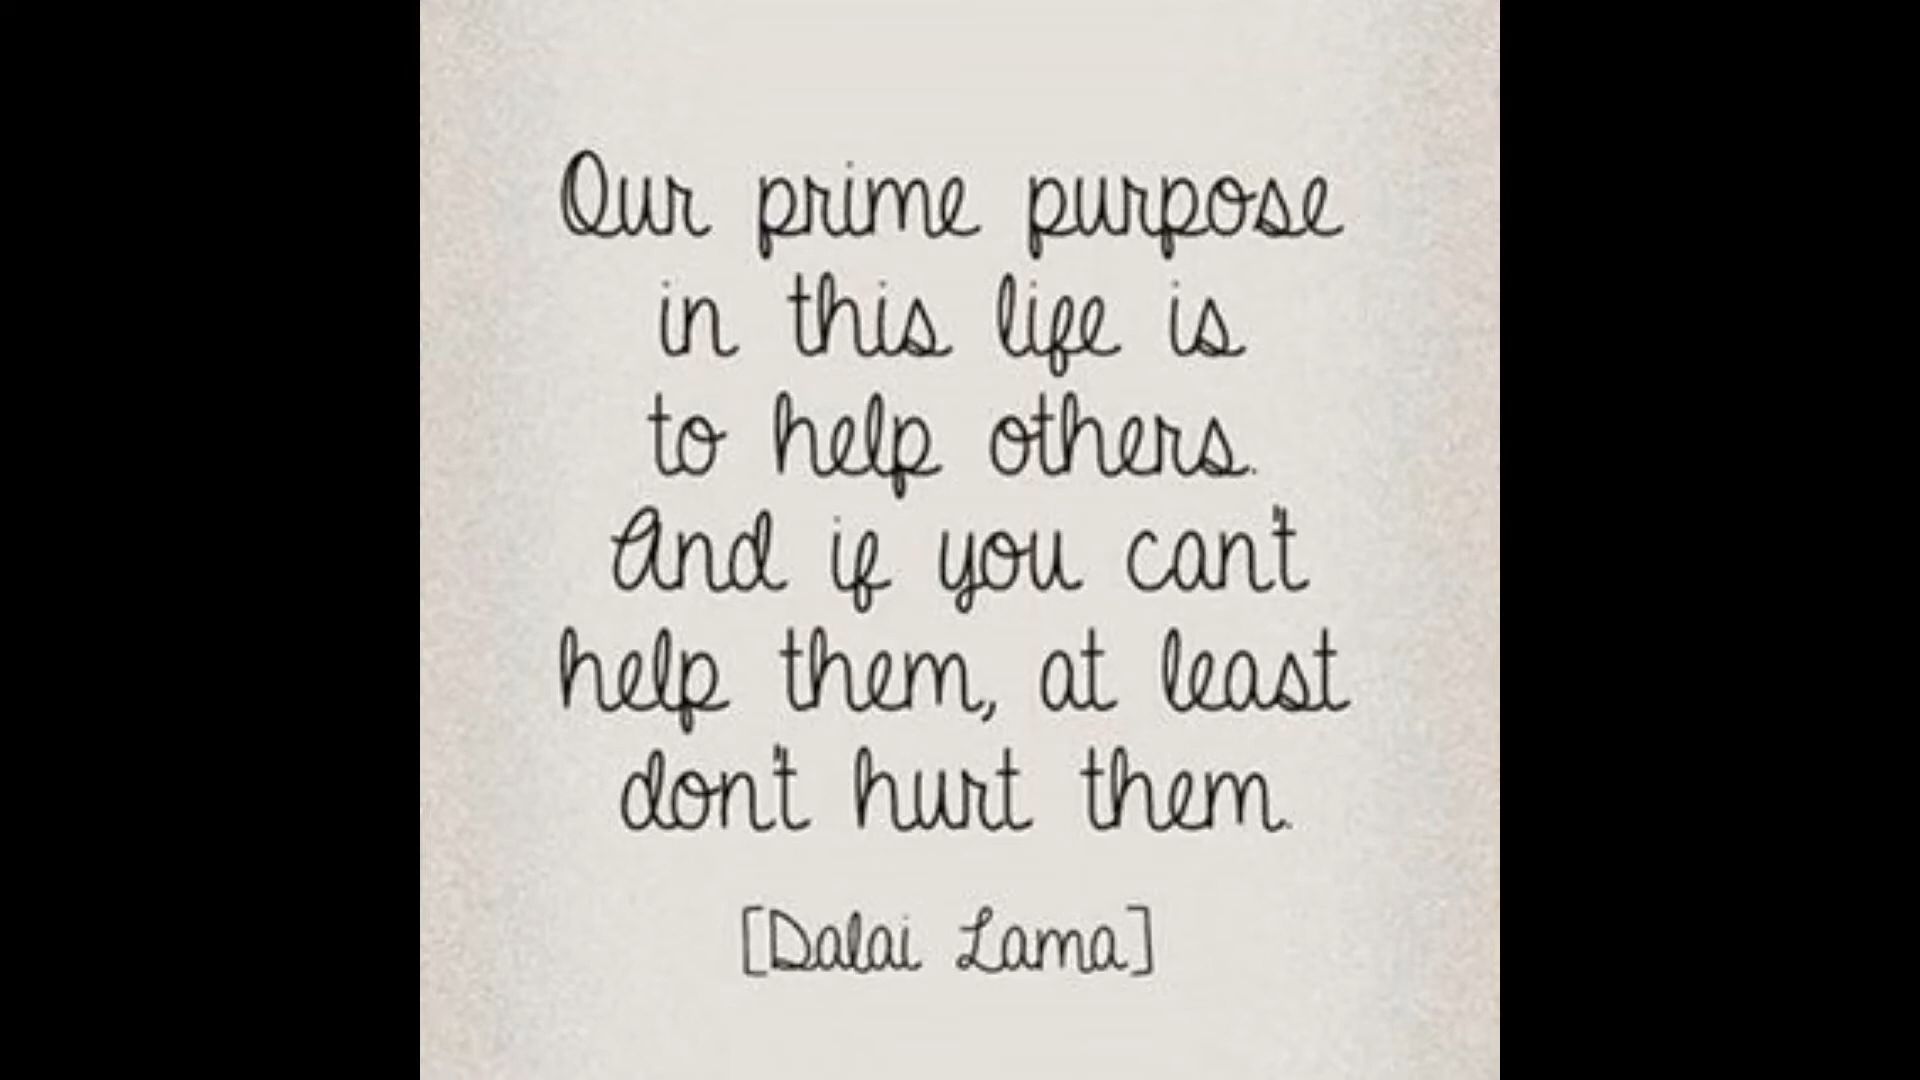 Our prime purpose
in this life is
to help others.
And if you can't
help them, at least
don't hurt them.
[Dalai Lama]